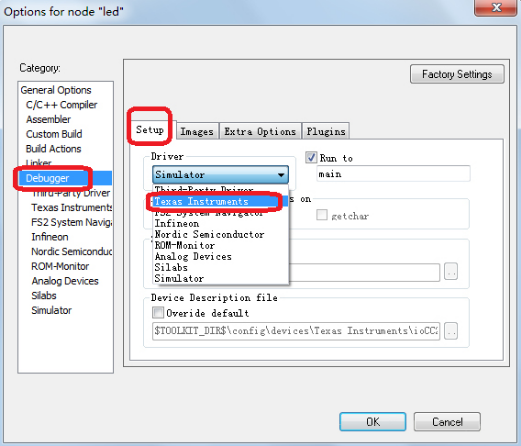 Options for node "led"
Category:
Factory Settings
General Options
C/C++ Compiler
Assembler
Custom Build
Build Actions
Linker
Debugger
Third-Party Driver
Texas Instruments
FS2 System Naviga
Infineon
Nordic Semiconduc
ROM-Monitor
Analog Devices
Silabs
Simulator
Setup
Images
Extra Options
Plugins
Driver
Simulator
Third-Party Driver
Texas Instruments
FS2 System Navigator
Infineon
Nordic Semiconductor
ROM-Monitor
Analog Devices
Silabs
Simulator
Run to
main
s on
getchar
..
Device Description file
Overide default
$TOOLKIT_DIR$\config\devices\Texas Instruments\ioCC
..
OK
Cancel